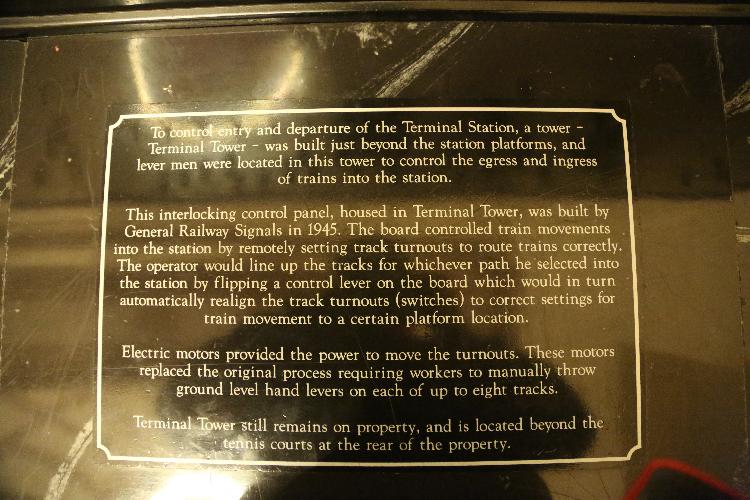 To control entry and departure of the Terminal Station, a tower -
Terminal Tower - was built just beyond the station platforms, and
lever men were located in this tower to control the egress and ingress
of trains into the station.
This interlocking control panel, housed in Terminal Tower, was built by
General Railway Signals in 1945. The board controlled train movements
into the station by remotely setting track turnouts to route trains correctly.
The operator would line up the tracks for whichever path he selected into
the station by flipping a control lever on the board which would in turn
automatically realign the track turnouts (switches) to correct settings for
train movement to a certain platform location.
Electric motors provided the power to move the turnouts. These motors
replaced the original process requiring workers to manually throw
ground level hand levers on each of up to eight tracks.
Terminal Tower still remains on property, and is located beyond the
tennis courts at the rear of the property.